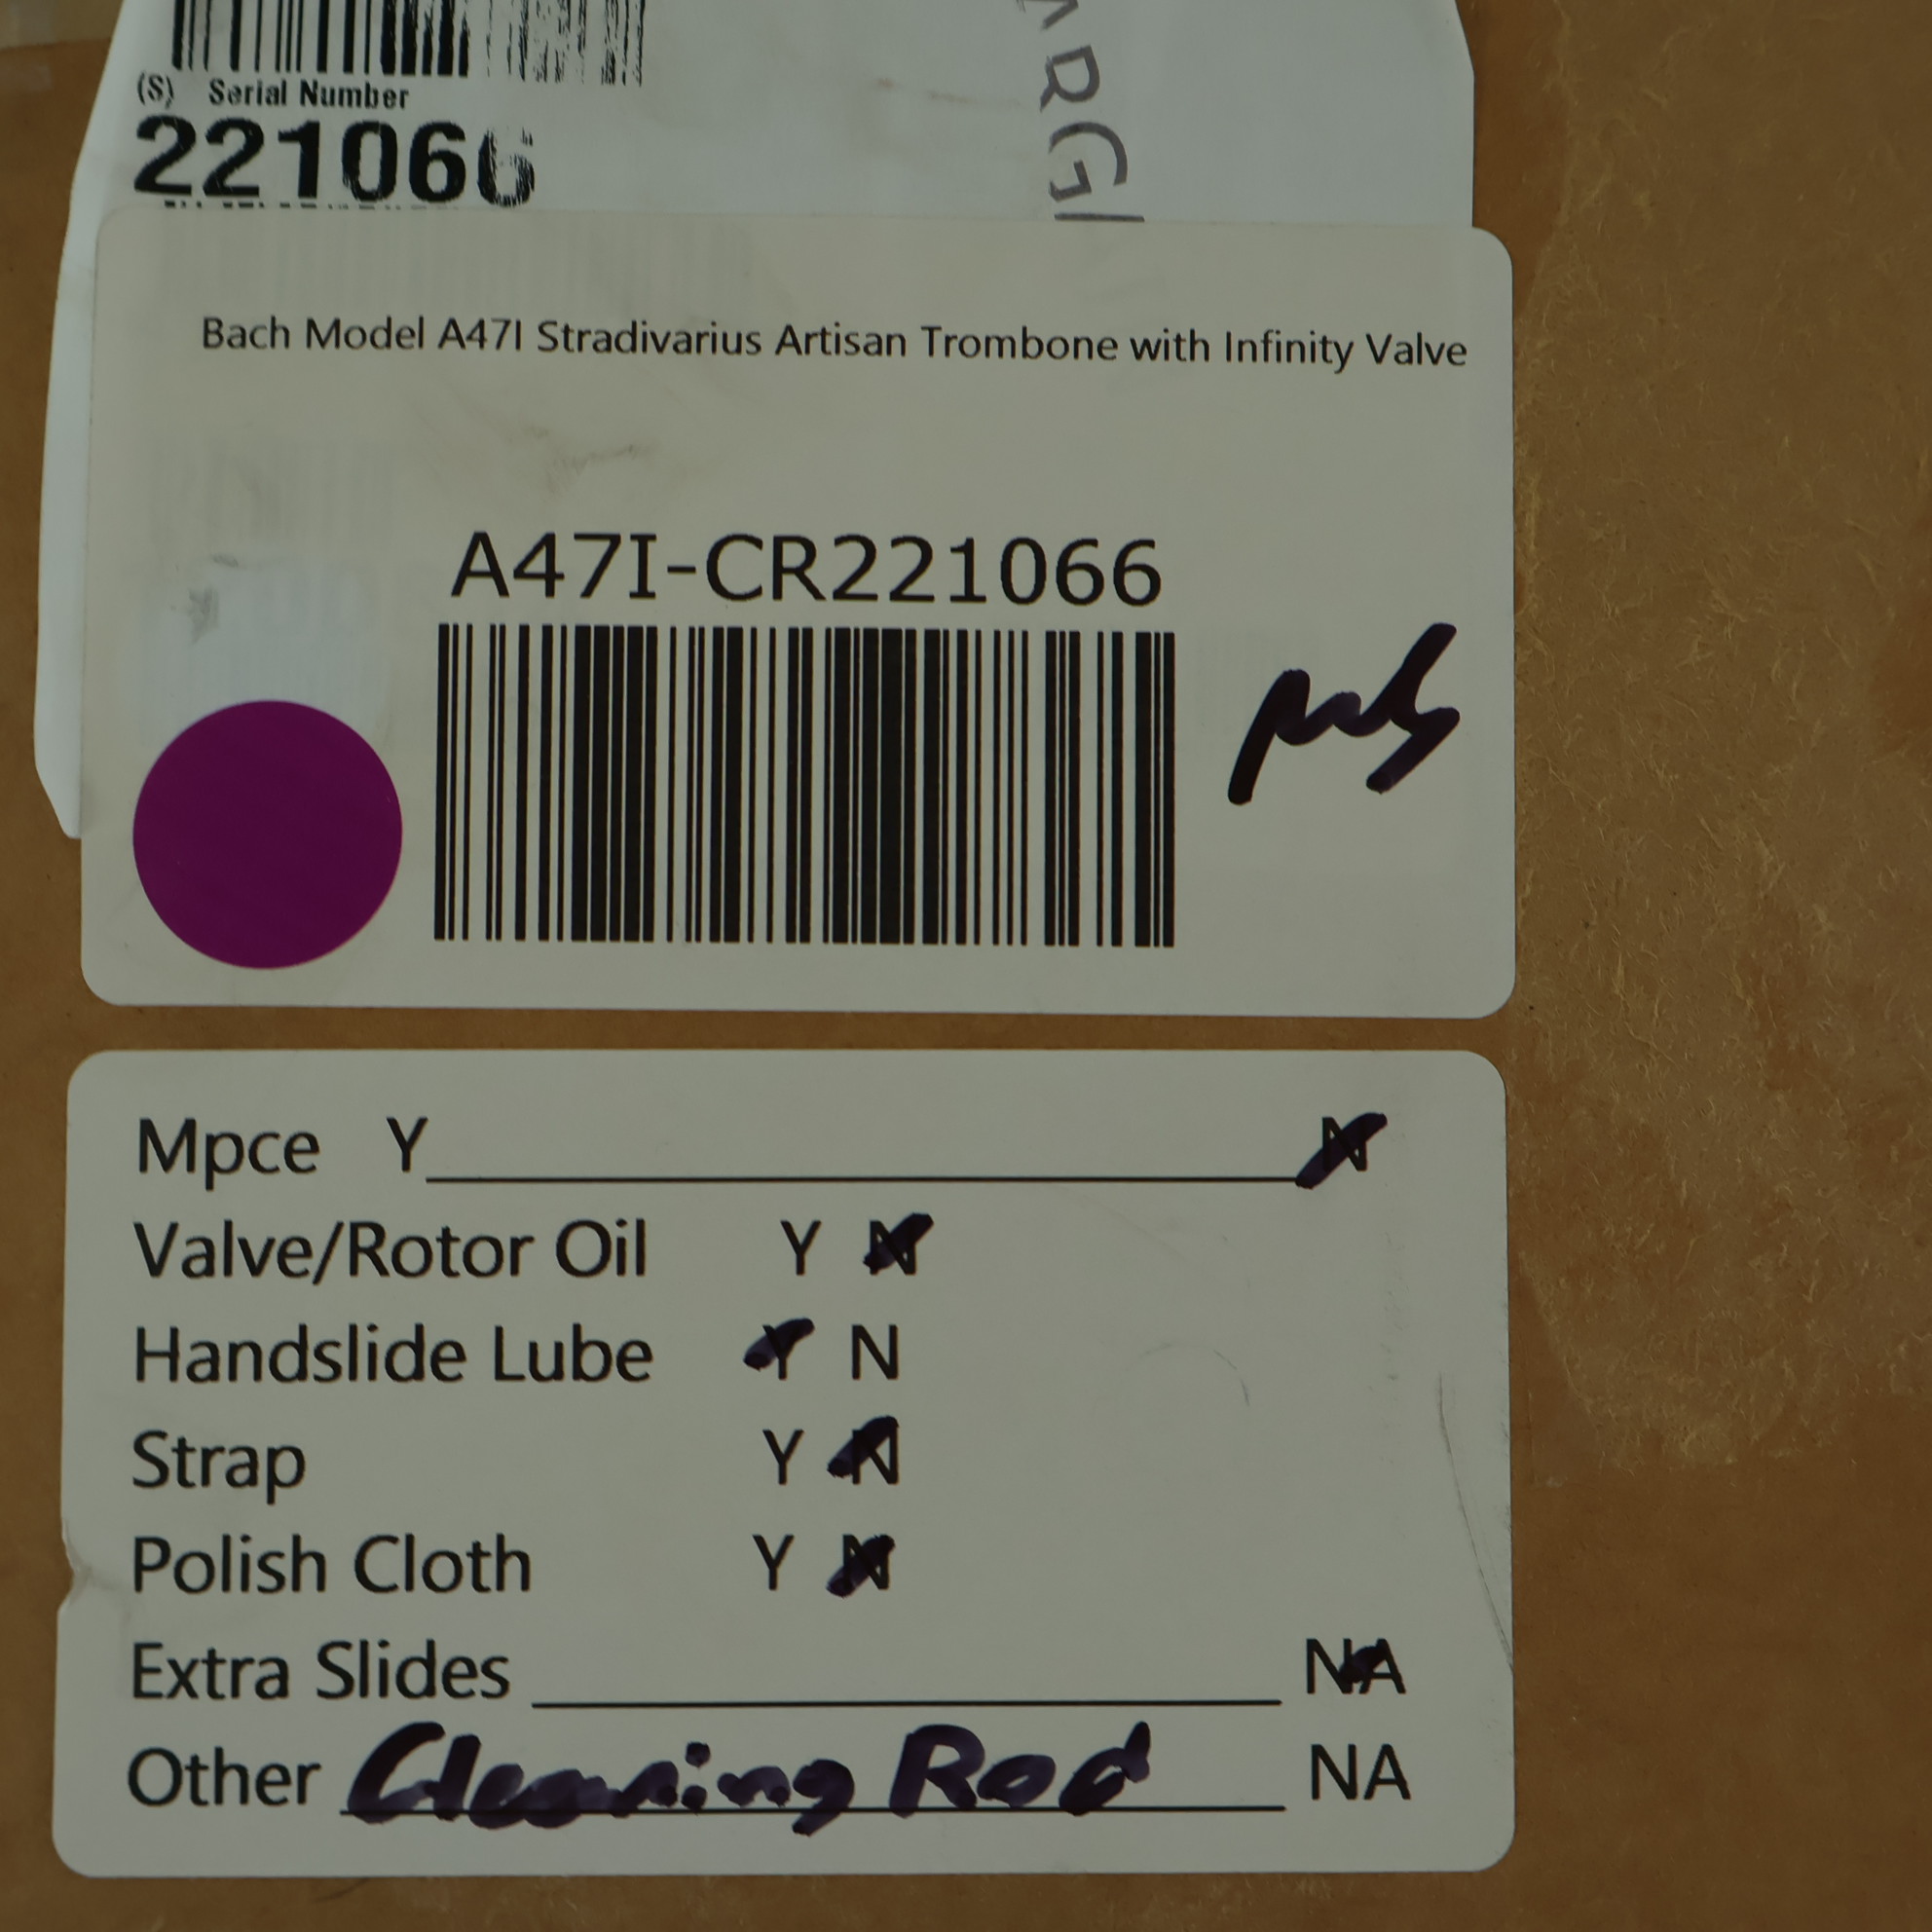 (S) Serial Number
221066
ARGI
Bach Model A47I Stradivarius Artisan Trombone with Infinity Valve
A47I-CR221066
Mpce Y N
Valve/Rotor Oil Y N
Handslide Lube Y N
Strap Y N
Polish Cloth Y N
Extra Slides NA
Other Cleaning Rod NA